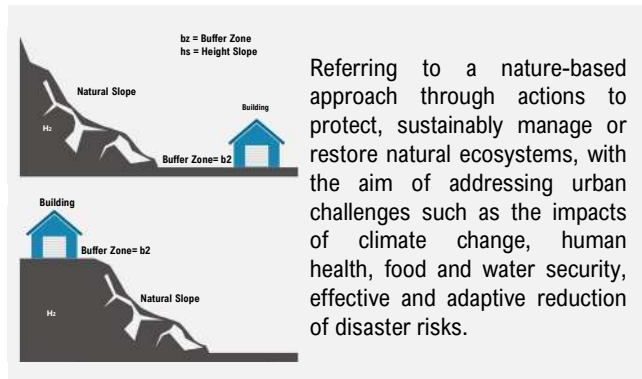 bz = Buffer Zone
hs = Height Slope
Natural Slope
Building
H2
Buffer Zone= b2
Building
Buffer Zone= b2
Natural Slope
H2
Referring to a nature-based
approach through actions to
protect, sustainably manage or
restore natural ecosystems, with
the aim of addressing urban
challenges such as the impacts
of climate change, human
health, food and water security,
effective and adaptive reduction
of disaster risks.